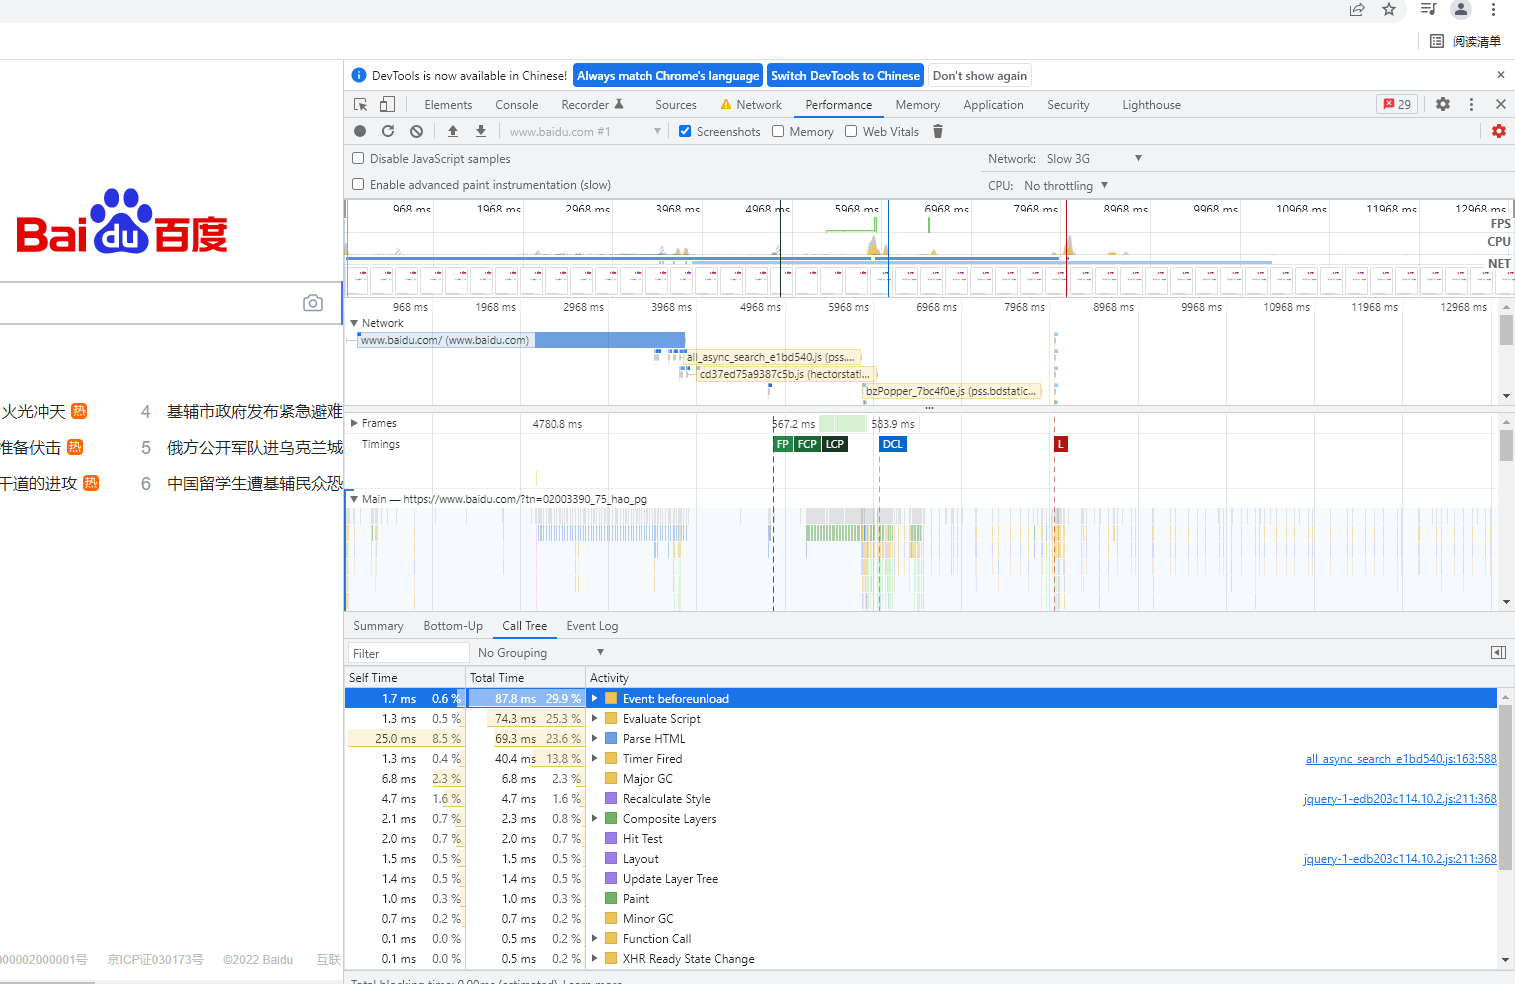 阅读清单
DevTools is now available in Chinese! Always match Chrome's language Switch DevTools to Chinese Don't show again
Elements Console Recorder Sources Network Performance Memory Application Security Lighthouse 29
www.baidu.com #1 Screenshots Memory Web Vitals
Disable JavaScript samples Network: Slow 3G
Enable advanced paint instrumentation (slow) CPU: No throttling
968 ms 1968 ms 2968 ms 3968 ms 4968 ms 5968 ms 6968 ms 7968 ms 8968 ms 9968 ms 10968 ms 11968 ms 12968 ms
FPS
CPU
NET
968 ms 1968 ms 2968 ms 3968 ms 4968 ms 5968 ms 6968 ms 7968 ms 8968 ms 9968 ms 10968 ms 11968 ms 12968 ms
Network
www.baidu.com/ (www.baidu.com)
all_async_search_e1bd540.js (pss....
cd37ed75a9387c5b.js (hectorstati...
bzPopper_7bc4f0e.js (pss.bdstatic...
Frames 4780.8 ms 567.2 ms 583.9 ms
Timings FP FCP LCP DCL L
Main — https://www.baidu.com/?tn=02003390_75_hao_pg
Summary Bottom-Up Call Tree Event Log
Filter No Grouping
Self Time Total Time Activity
1.7 ms 0.6 % 87.8 ms 29.9 % Event: beforeunload
1.3 ms 0.5 % 74.3 ms 25.3 % Evaluate Script
25.0 ms 8.5 % 69.3 ms 23.6 % Parse HTML
1.3 ms 0.4 % 40.4 ms 13.8 % Timer Fired all_async_search_e1bd540.js:163:588
6.8 ms 2.3 % 6.8 ms 2.3 % Major GC
4.7 ms 1.6 % 4.7 ms 1.6 % Recalculate Style jquery-1-edb203c114.10.2.js:211:368
2.1 ms 0.7 % 2.3 ms 0.8 % Composite Layers
2.0 ms 0.7 % 2.0 ms 0.7 % Hit Test
1.5 ms 0.5 % 1.5 ms 0.5 % Layout jquery-1-edb203c114.10.2.js:211:368
1.4 ms 0.5 % 1.4 ms 0.5 % Update Layer Tree
1.0 ms 0.3 % 1.0 ms 0.3 % Paint
0.7 ms 0.2 % 0.7 ms 0.2 % Minor GC
0.1 ms 0.0 % 0.5 ms 0.2 % Function Call
0.1 ms 0.0 % 0.5 ms 0.2 % XHR Ready State Change
Total blocking time: 0.00ms (estimated) Learn more
Bai du 百度
火光冲天 热 4 基辅市政府发布紧急避难
准备伏击 热 5 俄方公开军队进乌克兰城
干道的进攻 热 6 中国留学生遭基辅民众恐
000002000001号 京ICP证030173号 ©2022 Baidu 互联